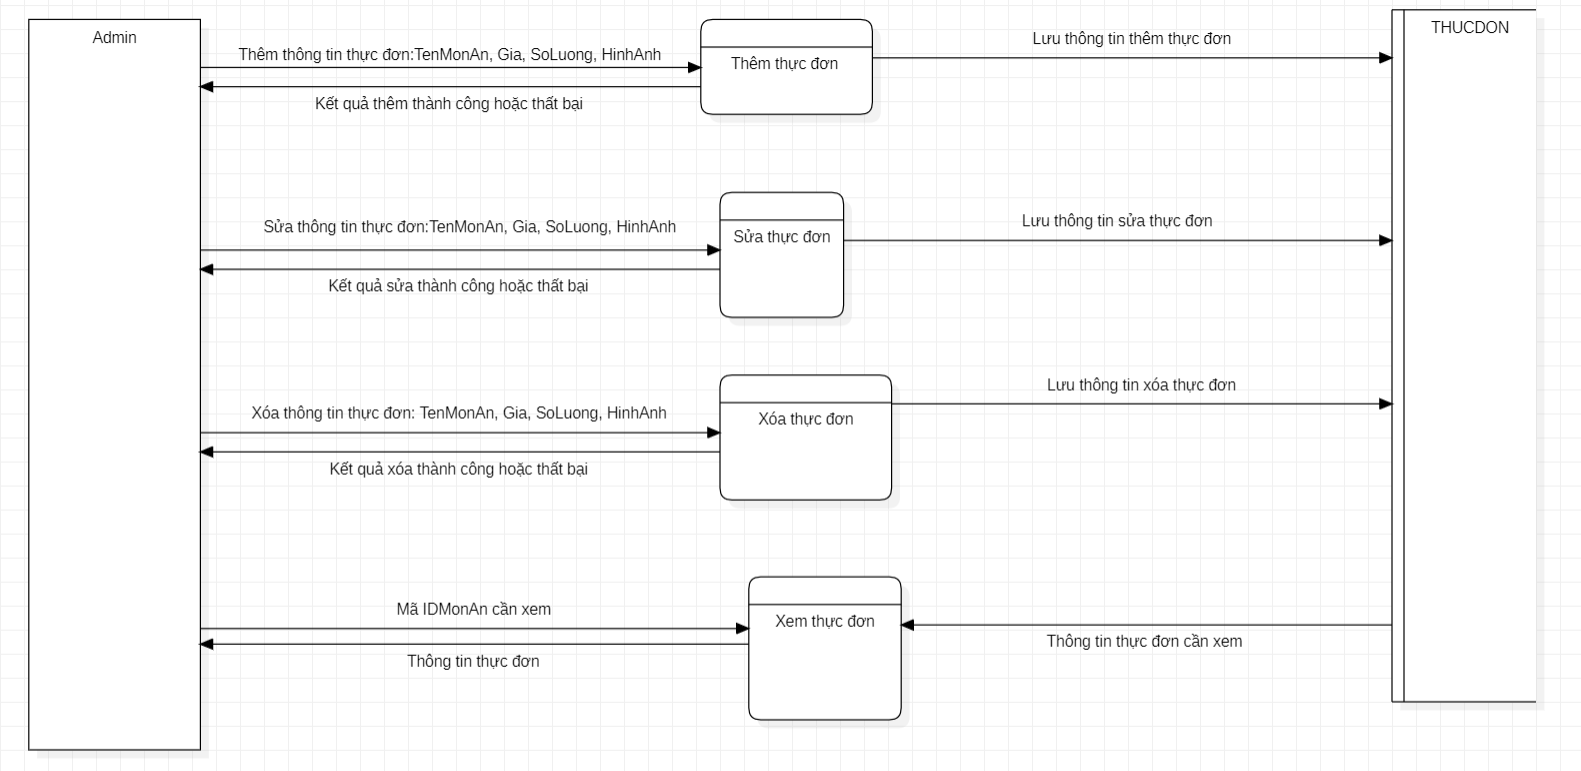 Admin
Thêm thông tin thực đơn:TenMonAn, Gia, SoLuong, HinhAnh
Kết quả thêm thành công hoặc thất bại
Thêm thực đơn
Lưu thông tin thêm thực đơn
THUCDON
Sửa thông tin thực đơn:TenMonAn, Gia, SoLuong, HinhAnh
Kết quả sửa thành công hoặc thất bại
Sửa thực đơn
Lưu thông tin sửa thực đơn
Xóa thông tin thực đơn: TenMonAn, Gia, SoLuong, HinhAnh
Kết quả xóa thành công hoặc thất bại
Xóa thực đơn
Lưu thông tin xóa thực đơn
Mã IDMonAn cần xem
Thông tin thực đơn
Xem thực đơn
Thông tin thực đơn cần xem